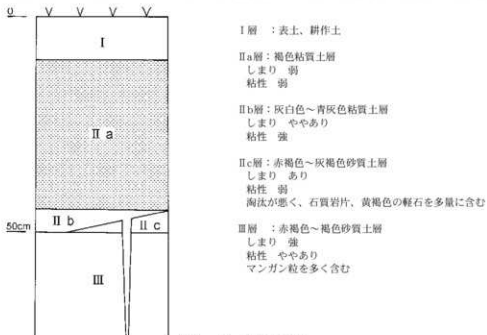 0
I
Ⅱ a
Ⅱ b
Ⅱ c
50cm
Ⅲ
Ⅰ層 ：表土、耕作土
Ⅱa層：褐色粘質土層
しまり 弱
粘性 弱
Ⅱb層：灰白色～青灰色粘質土層
しまり ややあり
粘性 強
Ⅱc層：赤褐色～灰褐色砂質土層
しまり あり
粘性 弱
淘汰が悪く、石質岩片、黄褐色の軽石を多量に含む
Ⅲ層 ：赤褐色～褐色砂質土層
しまり 強
粘性 ややあり
マンガン粒を多く含む